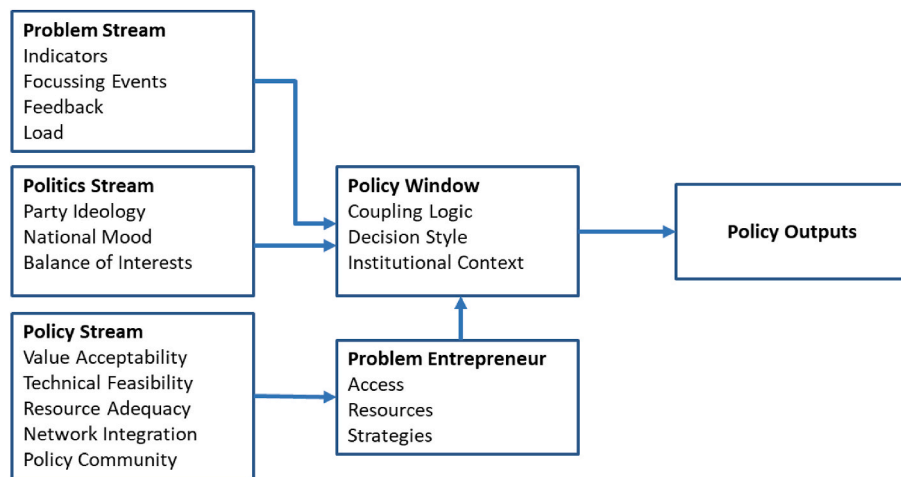 Problem Stream
Indicators
Focussing Events
Feedback
Load
Politics Stream
Party Ideology
National Mood
Balance of Interests
Policy Stream
Value Acceptability
Technical Feasibility
Resource Adequacy
Network Integration
Policy Community
Policy Window
Coupling Logic
Decision Style
Institutional Context
Problem Entrepreneur
Access
Resources
Strategies
Policy Outputs